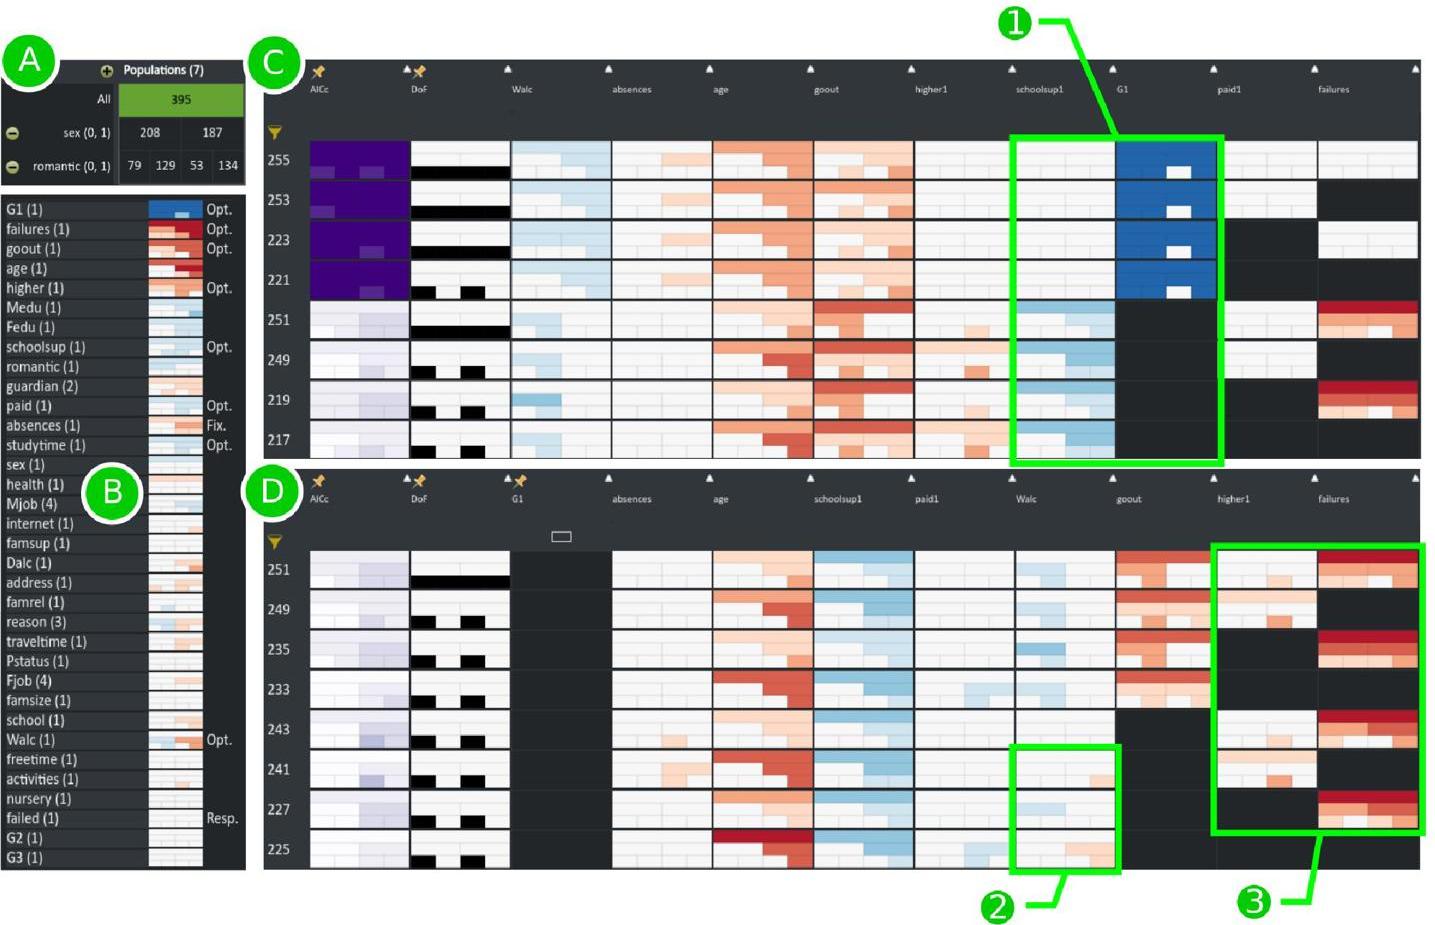 A
Populations (7)
All 395
sex (0, 1) 208 187
romantic (0, 1) 79 129 53 134
G1 (1) Opt.
failures (1) Opt.
goout (1) Opt.
age (1)
higher (1) Opt.
Medu (1)
Fedu (1)
schoolsup (1) Opt.
romantic (1)
guardian (2)
paid (1) Opt.
absences (1) Fix.
studytime (1) Opt.
sex (1)
health (1)
B
Mjob (4)
internet (1)
famsup (1)
Dalc (1)
address (1)
famrel (1)
reason (3)
traveltime (1)
Pstatus (1)
Fjob (4)
famsize (1)
school (1)
Walc (1) Opt.
freetime (1)
activities (1)
nursery (1)
failed (1) Resp.
G2 (1)
G3 (1)
1
C
AICc DoF Walc absences age goout higher1 schoolsup1 G1 paid1 failures
255
253
223
221
251
249
219
217
D
AICc DoF G1 absences age schoolsup1 paid1 Walc goout higher1 failures
251
249
235
233
243
241
227
225
2
3